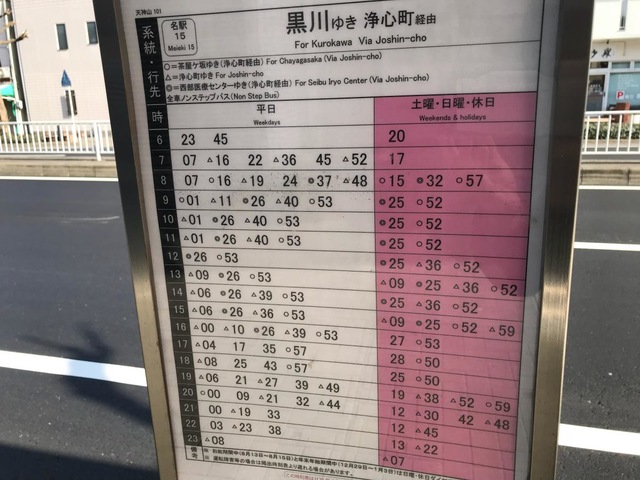 天神山 101
名駅
15
Meieki 15
黒川ゆき 浄心町経由
For Kurokawa Via Joshin-cho
系統・行先
○=茶屋ケ坂ゆき(浄心町経由) For Chayagasaka (Via Joshin-cho)
△=浄心町ゆき For Joshin-cho
◎=西部医療センターゆき(浄心町経由) For Seibu Iryo Center (Via Joshin-cho)
全車ノンステップバス(Non Step Bus)
時 平日 Weekdays 土曜・日曜・休日 Weekends & holidays
6 23 45 20
7 07 △16 22 △36 45 △52 17
8 07 ○16 △19 24 ◎37 △48 ○15 ◎32 ○57
9 ○01 △11 ◎26 △40 ○53 ◎25 ○52
10 △01 ◎26 △40 ○53 ◎25 ○52
11 △01 ◎26 △40 ○53 ◎25 ○52
12 ◎26 ○53 ◎25 △36 ○52
13 △09 ◎26 ○53 △09 ◎25 △36 ○52
14 △06 ◎26 △39 ○53 ◎25 △36 ○52
15 △06 ◎26 △36 ○53 △09 ◎25 ○52 △59
16 △00 △10 ◎26 △39 ○53 27 ○53
17 △04 17 35 ○57 28 ○50
18 △08 25 43 ○57 25 ○50
19 △06 21 △27 39 △49 19 △38 △52 ○59
20 ○00 09 △21 32 △44 12 △30 42 △48
21 00 △19 33 12 △45
22 03 △23 38 13 △22
23 △08 △07
備考